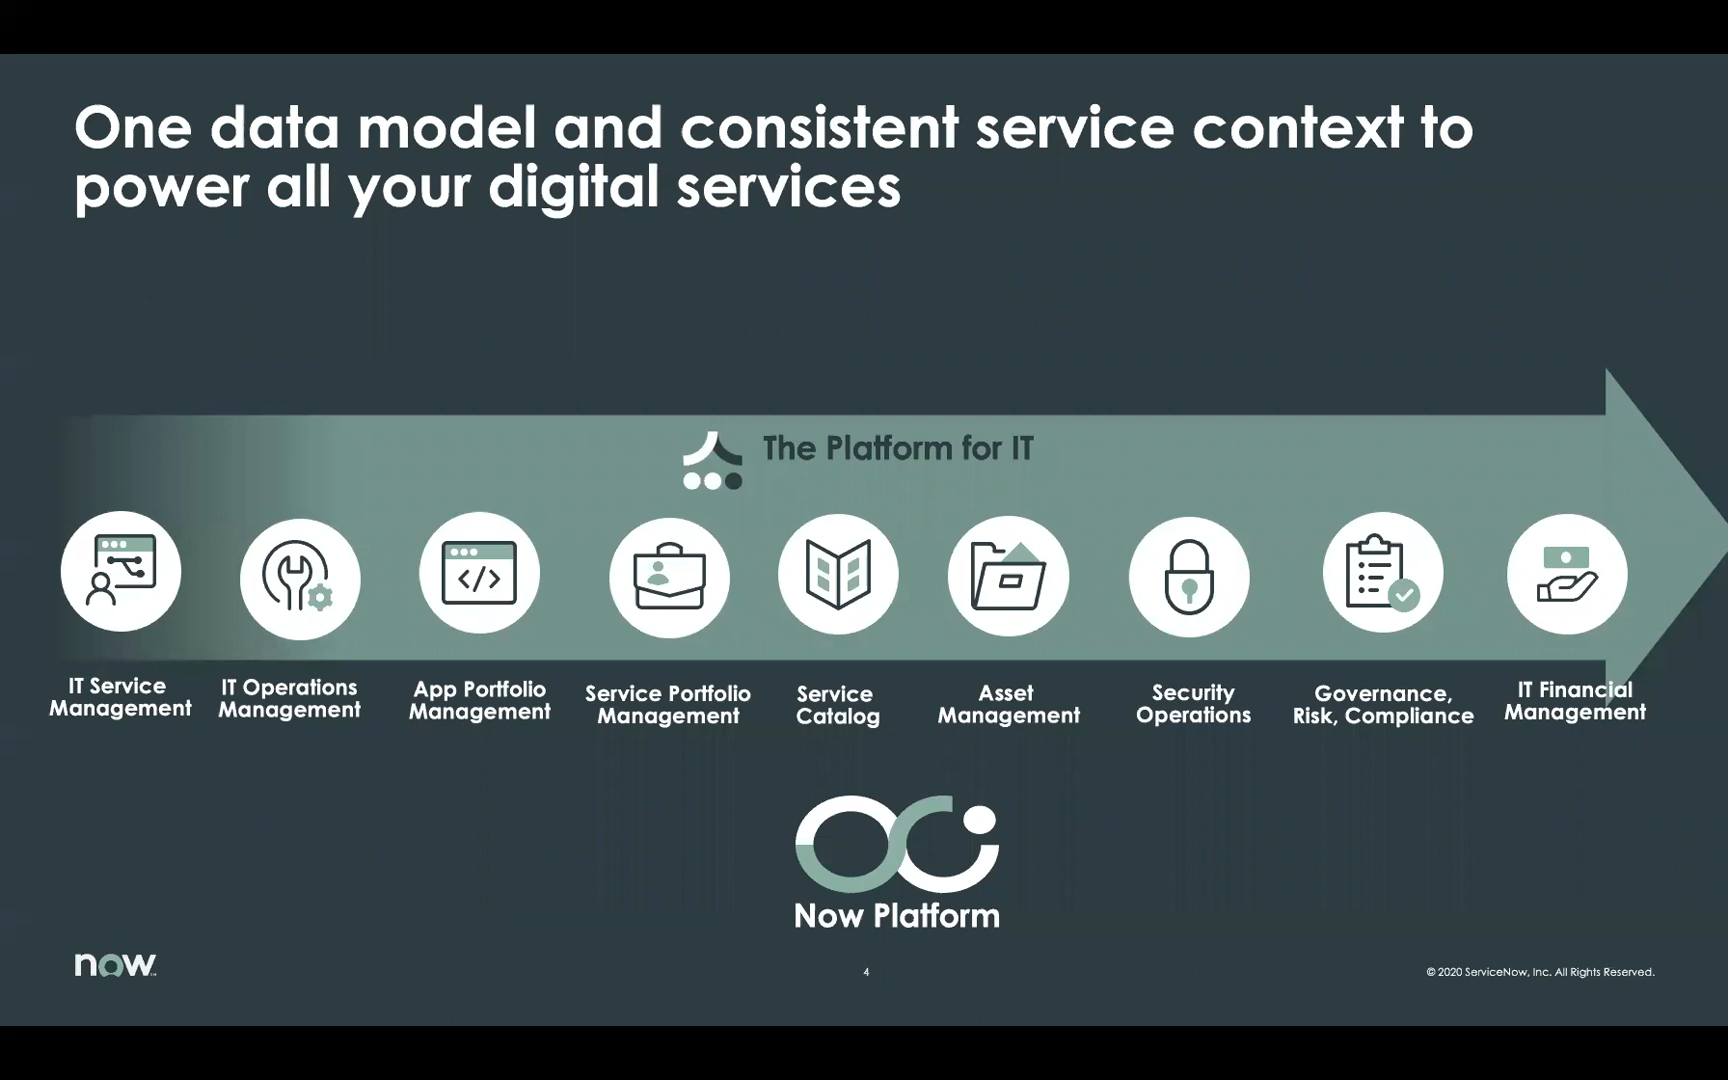 One data model and consistent service context to
power all your digital services
The Platform for IT
</>
IT Service
Management
IT Operations
Management
App Portfolio
Management
Service Portfolio
Management
Service
Catalog
Asset
Management
Security
Operations
Governance,
Risk, Compliance
IT Financial
Management
Now Platform
now
4
© 2020 ServiceNow, Inc. All Rights Reserved.